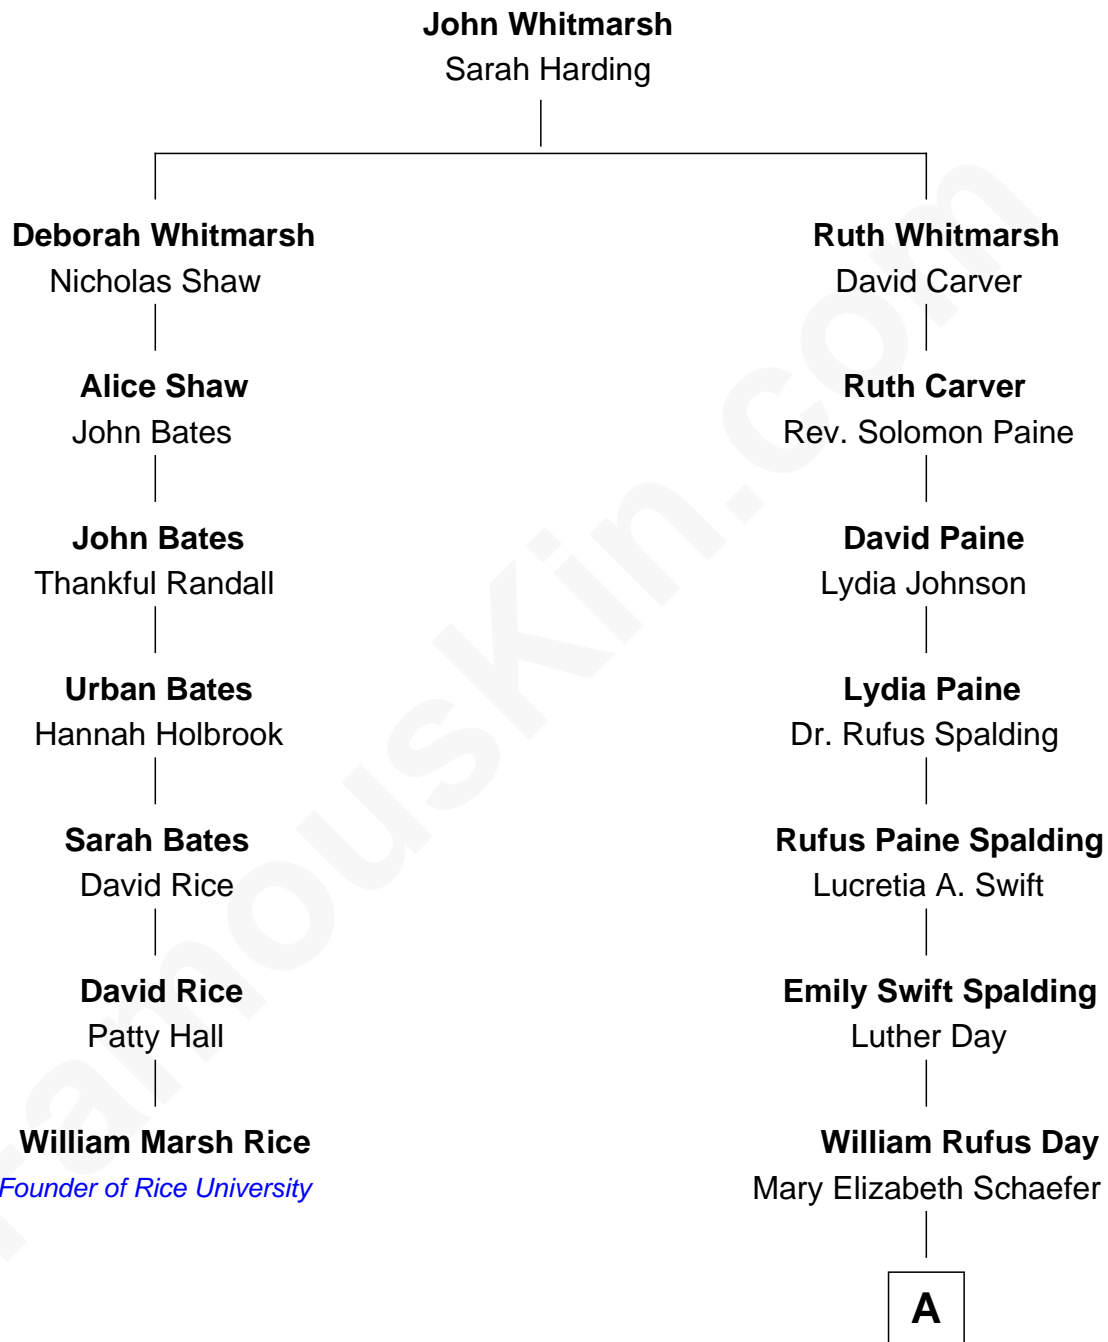 John Whitmarsh
Sarah Harding
Deborah Whitmarsh
Nicholas Shaw
Ruth Whitmarsh
David Carver
Alice Shaw
John Bates
Ruth Carver
Rev. Solomon Paine
John Bates
Thankful Randall
David Paine
Lydia Johnson
Urban Bates
Hannah Holbrook
Lydia Paine
Dr. Rufus Spalding
Sarah Bates
David Rice
Rufus Paine Spalding
Lucretia A. Swift
David Rice
Patty Hall
Emily Swift Spalding
Luther Day
William Marsh Rice
Founder of Rice University
William Rufus Day
Mary Elizabeth Schaefer
A
FamousKin.com